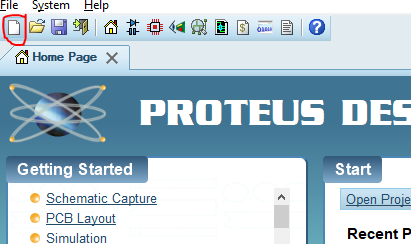 File System Help
Home Page
PROTEUS DES
Getting Started
Start
Schematic Capture
Open Proje
PCB Layout
Simulation
Recent P